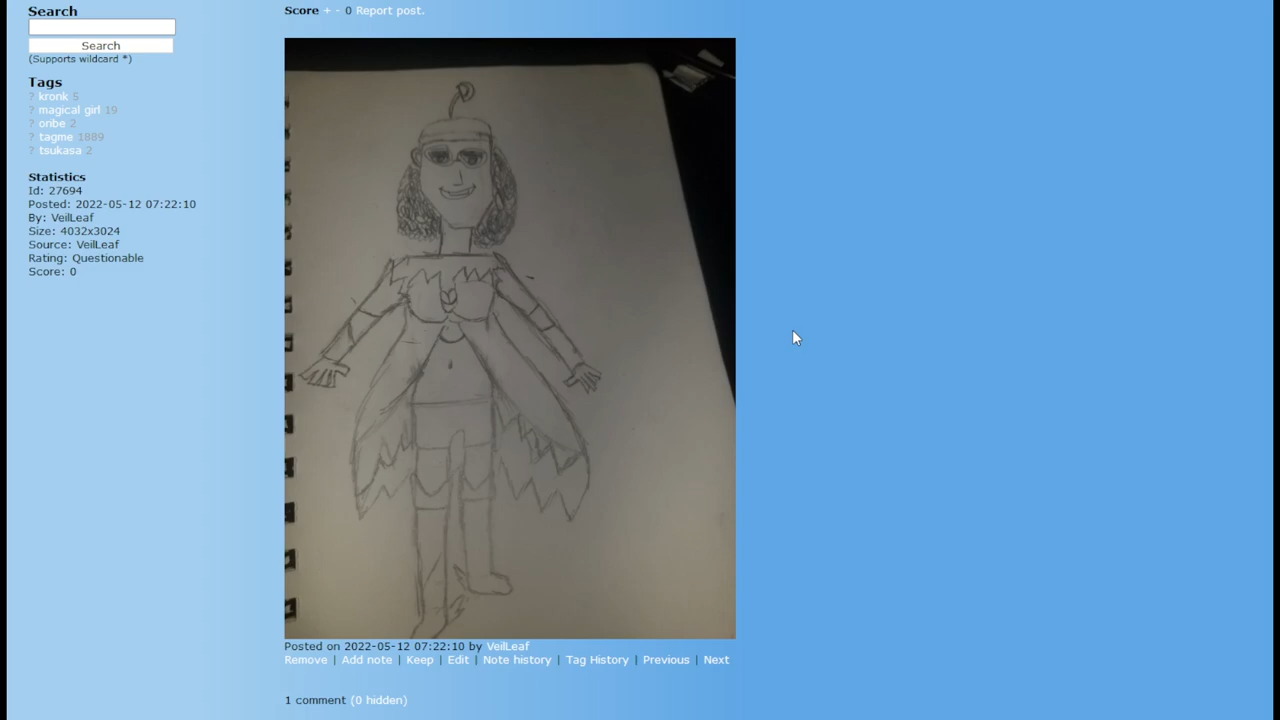 Search
Search
(Supports wildcard *)
Tags
? kronk 5
? magical girl 19
? oribe 2
? tagme 1889
? tsukasa 2
Statistics
Id: 27694
Posted: 2022-05-12 07:22:10
By: VeilLeaf
Size: 4032x3024
Source: VeilLeaf
Rating: Questionable
Score: 0
Score + - 0 Report post.
Posted on 2022-05-12 07:22:10 by VeilLeaf
Remove | Add note | Keep | Edit | Note history | Tag History | Previous | Next
1 comment (0 hidden)